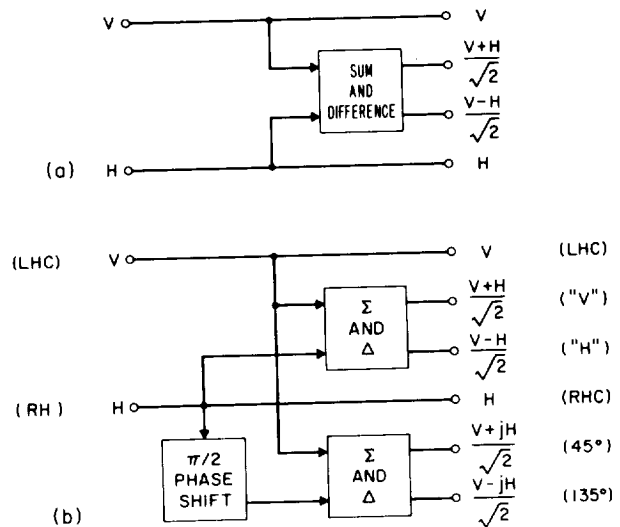 V V
SUM
AND
DIFFERENCE
V+H
√2
V-H
√2
(a) H H
(LHC) V V (LHC)
Σ
AND
Δ
V+H
√2
("V")
V-H
√2
("H")
(RH) H H (RHC)
π/2
PHASE
SHIFT
Σ
AND
Δ
V+jH
√2
(45°)
V-jH
√2
(135°)
(b)